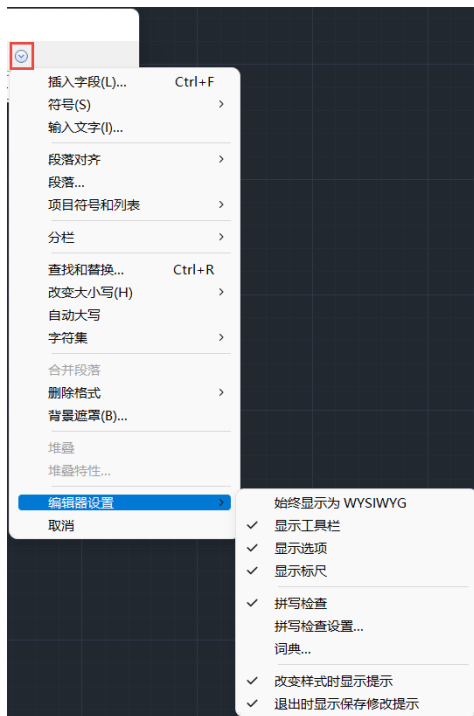 插入字段(L)... Ctrl+F
符号(S)
输入文字(I)...
段落对齐
段落...
项目符号和列表
分栏
查找和替换... Ctrl+R
改变大小写(H)
自动大写
字符集
合并段落
删除格式
背景遮罩(B)...
堆叠
堆叠特性...
编辑器设置
取消
始终显示为 WYSIWYG
显示工具栏
显示选项
显示标尺
拼写检查
拼写检查设置...
词典...
改变样式时显示提示
退出时显示保存修改提示